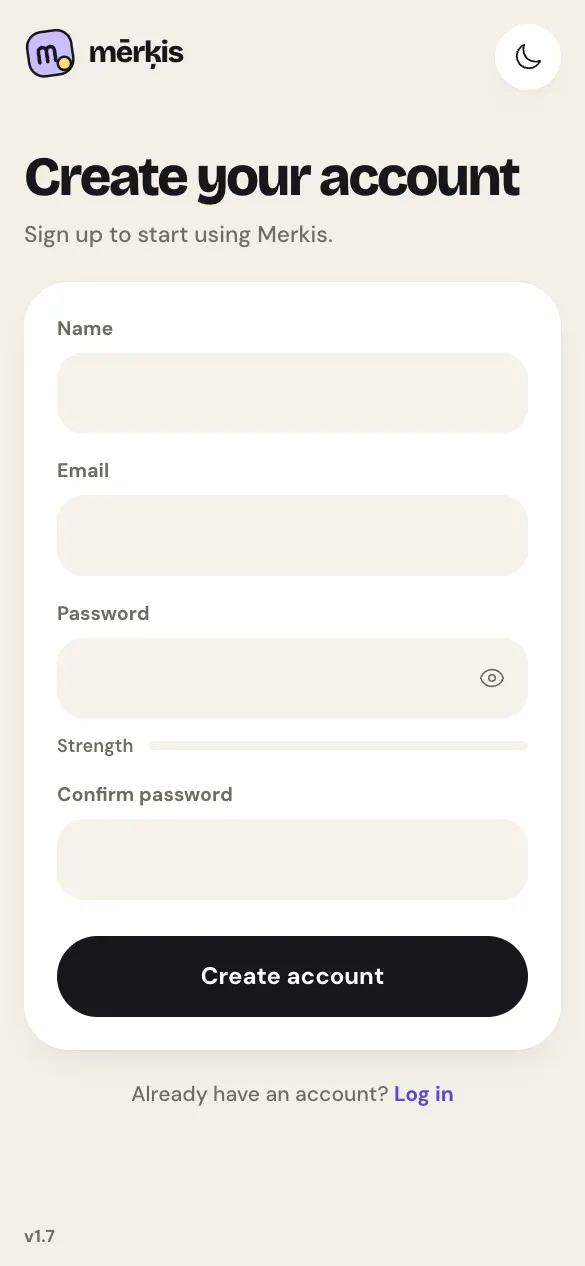 m
mērķis
Create your account
Sign up to start using Merkis.
Name
Email
Password
Strength
Confirm password
Create account
Already have an account? Log in
v1.7